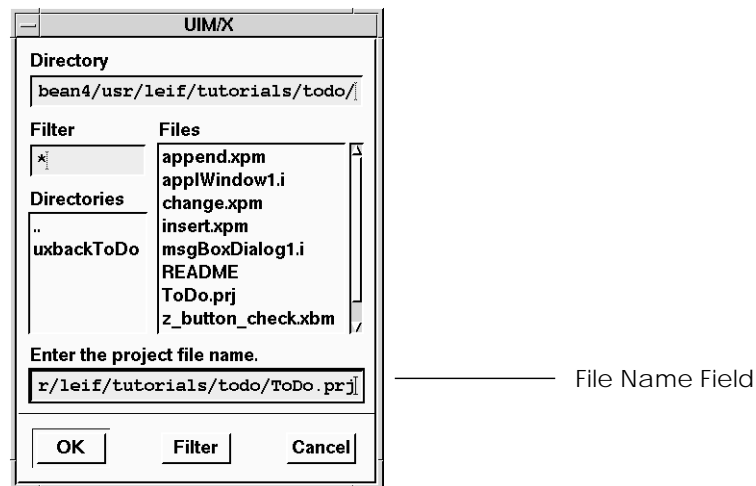 UIM/X
Directory
bean4/usr/leif/tutorials/todo/
Filter
Files
*
append.xpm
applWindow1.i
change.xpm
insert.xpm
msgBoxDialog1.i
README
ToDo.prj
z_button_check.xbm
Directories
..
uxbackToDo
Enter the project file name.
r/leif/tutorials/todo/ToDo.prj
File Name Field
OK
Filter
Cancel